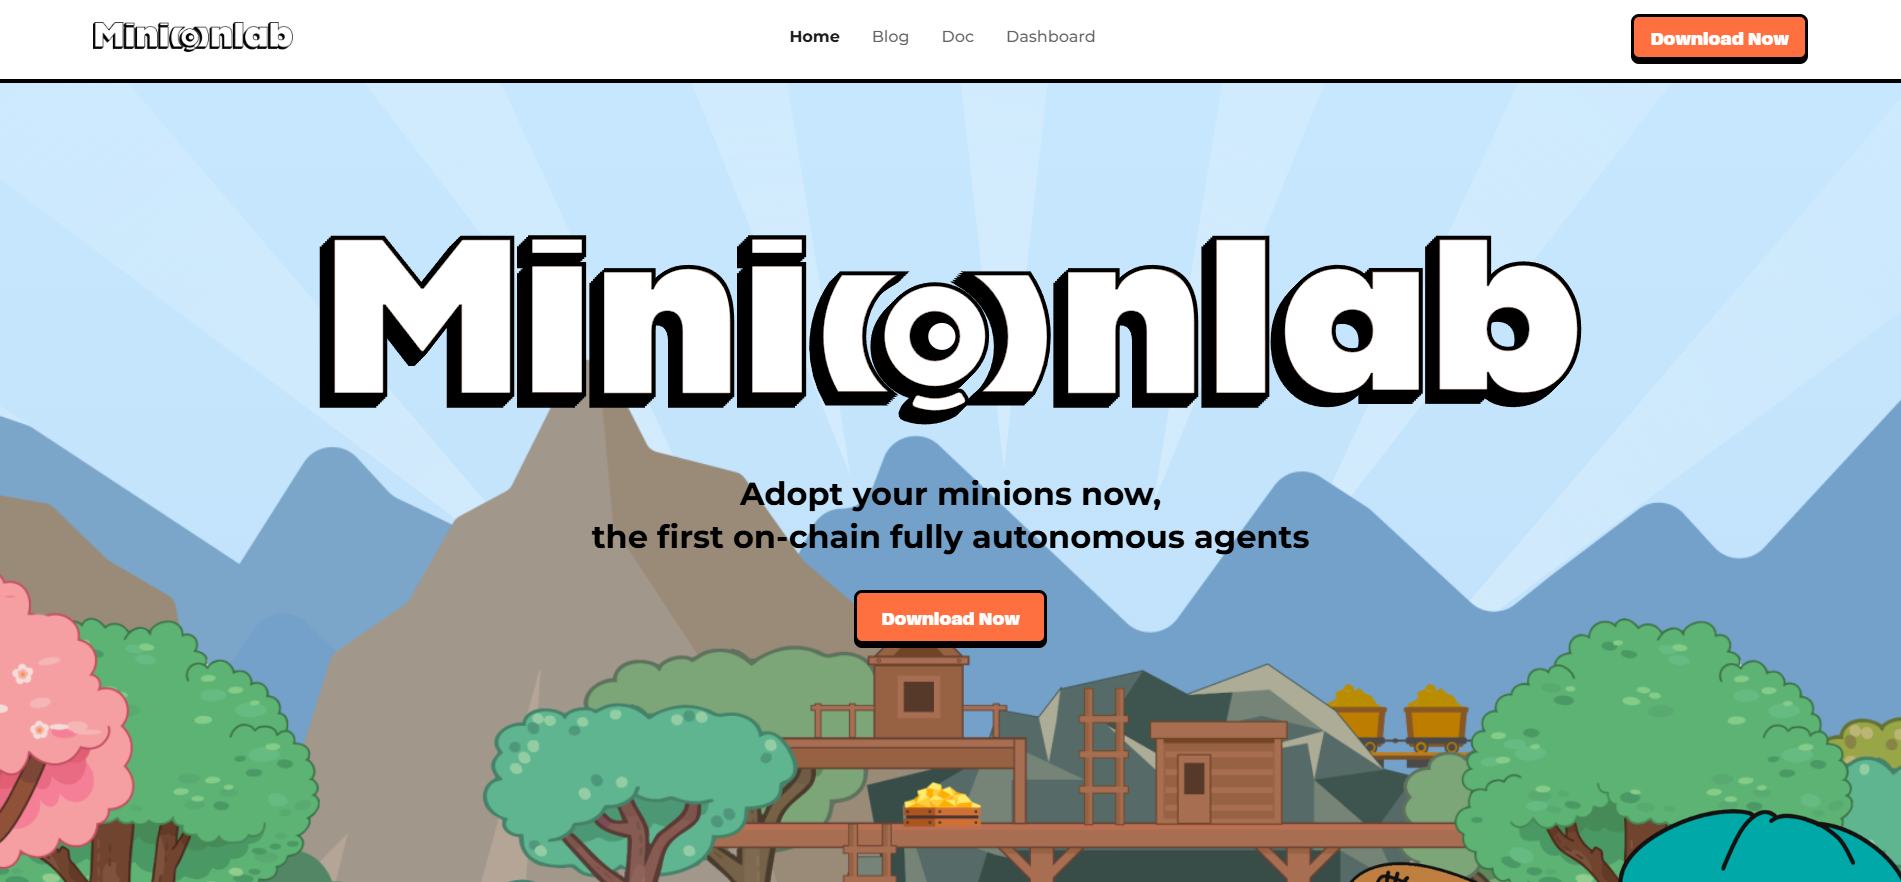 Minionlab
Home Blog Doc Dashboard
Download Now
Minionlab
Adopt your minions now,
the first on-chain fully autonomous agents
Download Now